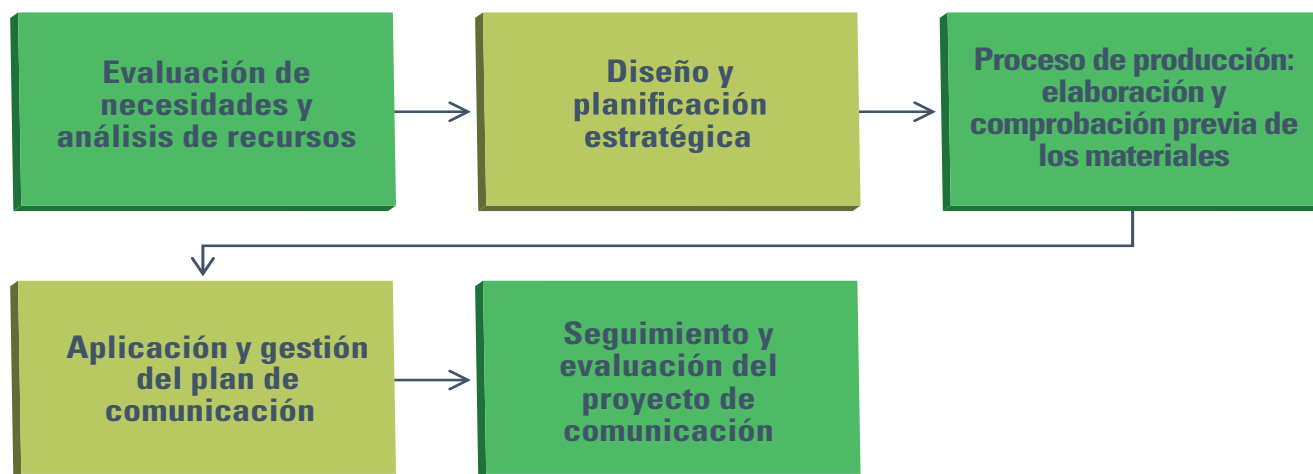 Evaluación de
necesidades y
análisis de recursos
Diseño y
planificación
estratégica
Proceso de producción:
elaboración y
comprobación previa de
los materiales
Aplicación y gestión
del plan de
comunicación
Seguimiento y
evaluación del
proyecto de
comunicación